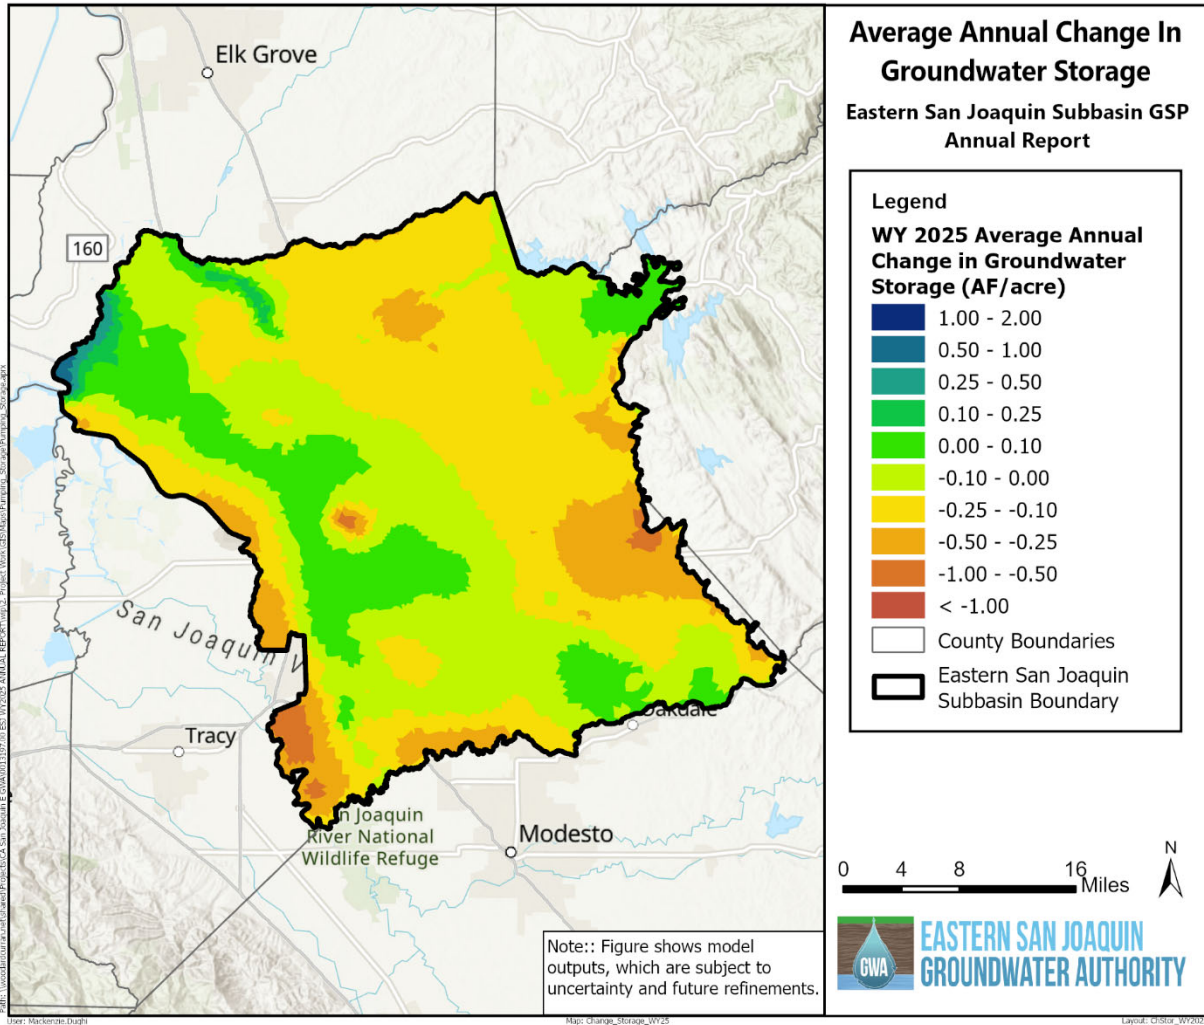 Elk Grove
160
San Joaquin V
Tracy
Oakdale
n Joaquin
River National
Wildlife Refuge
Modesto
Note:: Figure shows model
outputs, which are subject to
uncertainty and future refinements.
Average Annual Change In
Groundwater Storage
Eastern San Joaquin Subbasin GSP
Annual Report
Legend
WY 2025 Average Annual
Change in Groundwater
Storage (AF/acre)
1.00 - 2.00
0.50 - 1.00
0.25 - 0.50
0.10 - 0.25
0.00 - 0.10
-0.10 - 0.00
-0.25 - -0.10
-0.50 - -0.25
-1.00 - -0.50
< -1.00
County Boundaries
Eastern San Joaquin
Subbasin Boundary
N
0 4 8 16
Miles
GWA
EASTERN SAN JOAQUIN
GROUNDWATER AUTHORITY
User: Mackenzie.Dughi
Map: Change_Storage_WY25
Layout: ChStor_WY202